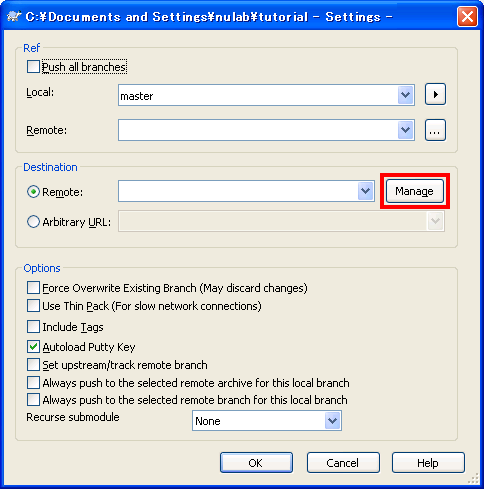 C:¥Documents and Settings¥nulab¥tutorial - Settings -
Ref
Push all branches
Local: master
Remote: ...
Destination
Remote: Manage
Arbitrary URL:
Options
Force Overwrite Existing Branch (May discard changes)
Use Thin Pack (For slow network connections)
Include Tags
Autoload Putty Key
Set upstream/track remote branch
Always push to the selected remote archive for this local branch
Always push to the selected remote branch for this local branch
Recurse submodule None
OK Cancel Help